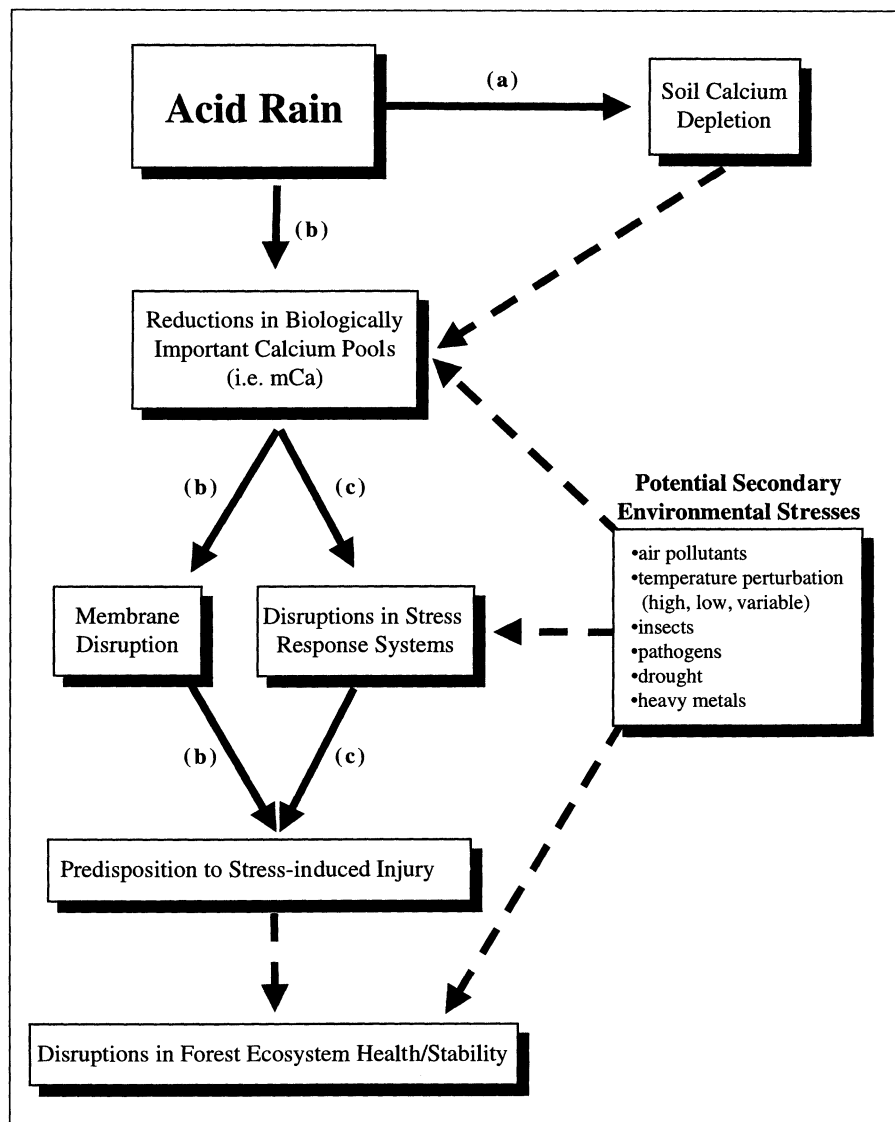 Acid Rain
(a)
Soil Calcium
Depletion
(b)
Reductions in Biologically
Important Calcium Pools
(i.e. mCa)
(b)
(c)
Potential Secondary
Environmental Stresses
•air pollutants
•temperature perturbation
(high, low, variable)
•insects
•pathogens
•drought
•heavy metals
Membrane
Disruption
Disruptions in Stress
Response Systems
(b)
(c)
Predisposition to Stress-induced Injury
Disruptions in Forest Ecosystem Health/Stability